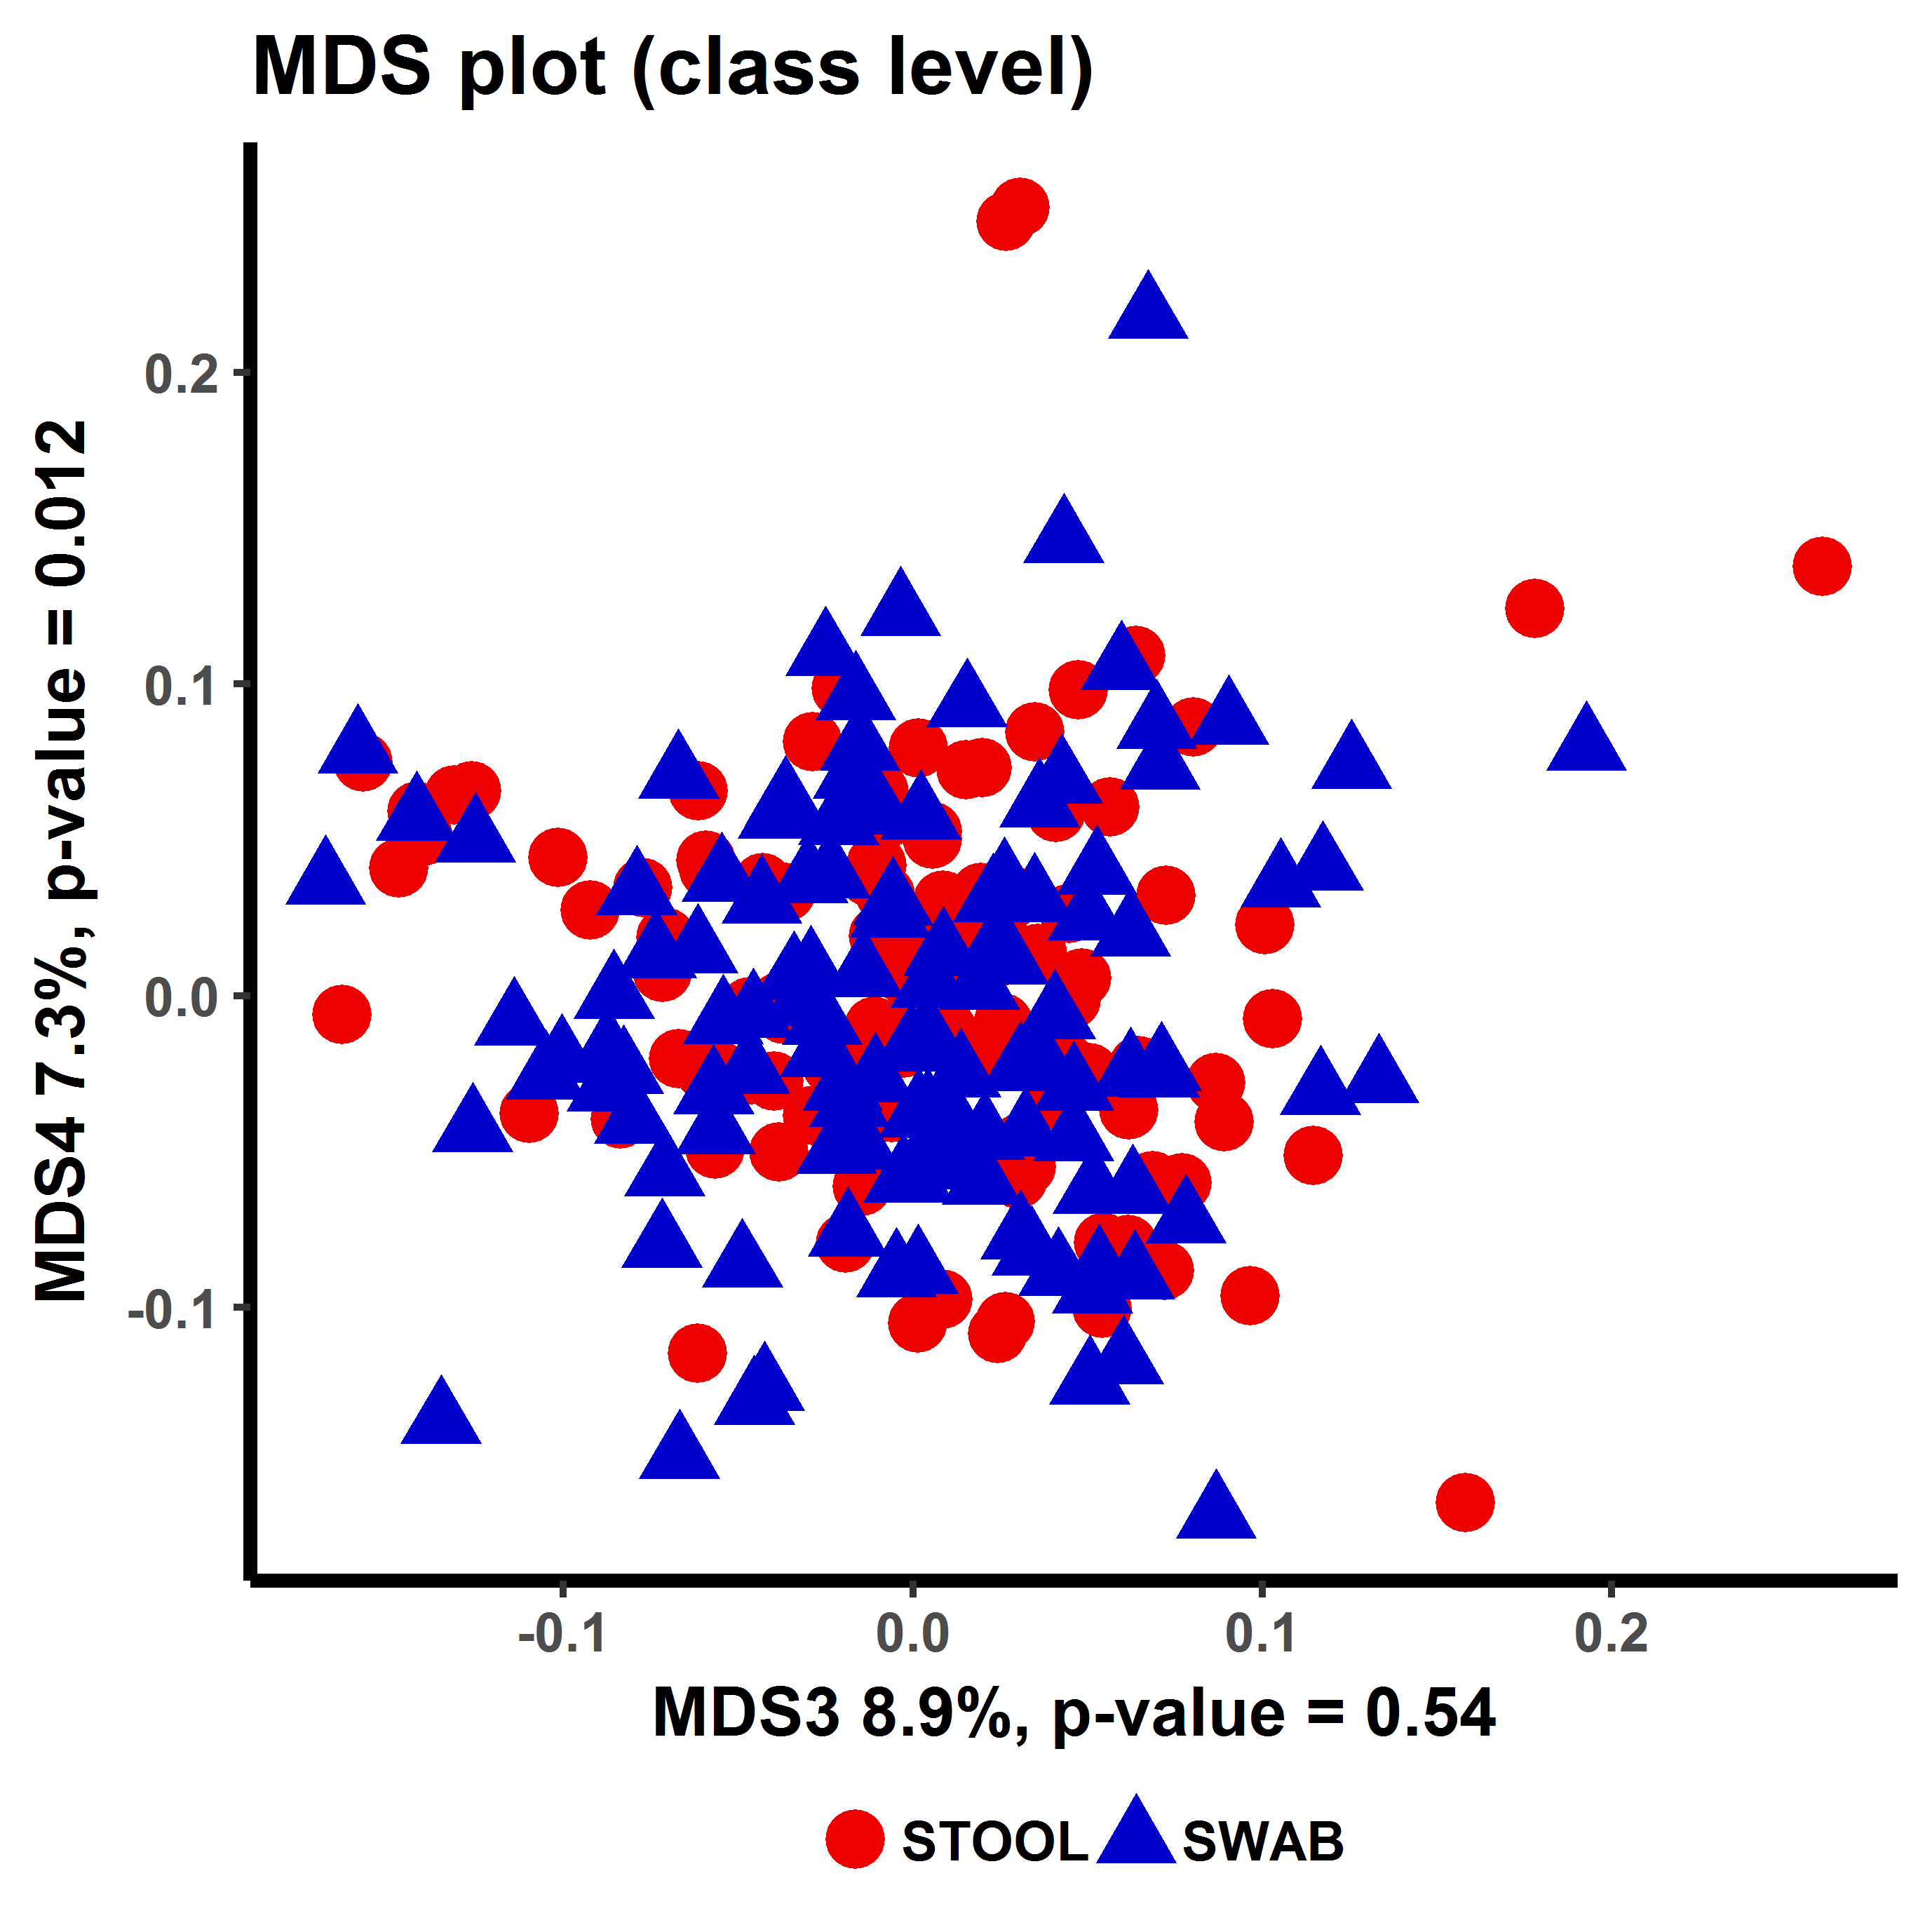 MDS plot (class level)
MDS4 7.3%, p-value = 0.012
0.2
0.1
0.0
-0.1
-0.1 0.0 0.1 0.2
MDS3 8.9%, p-value = 0.54
STOOL SWAB